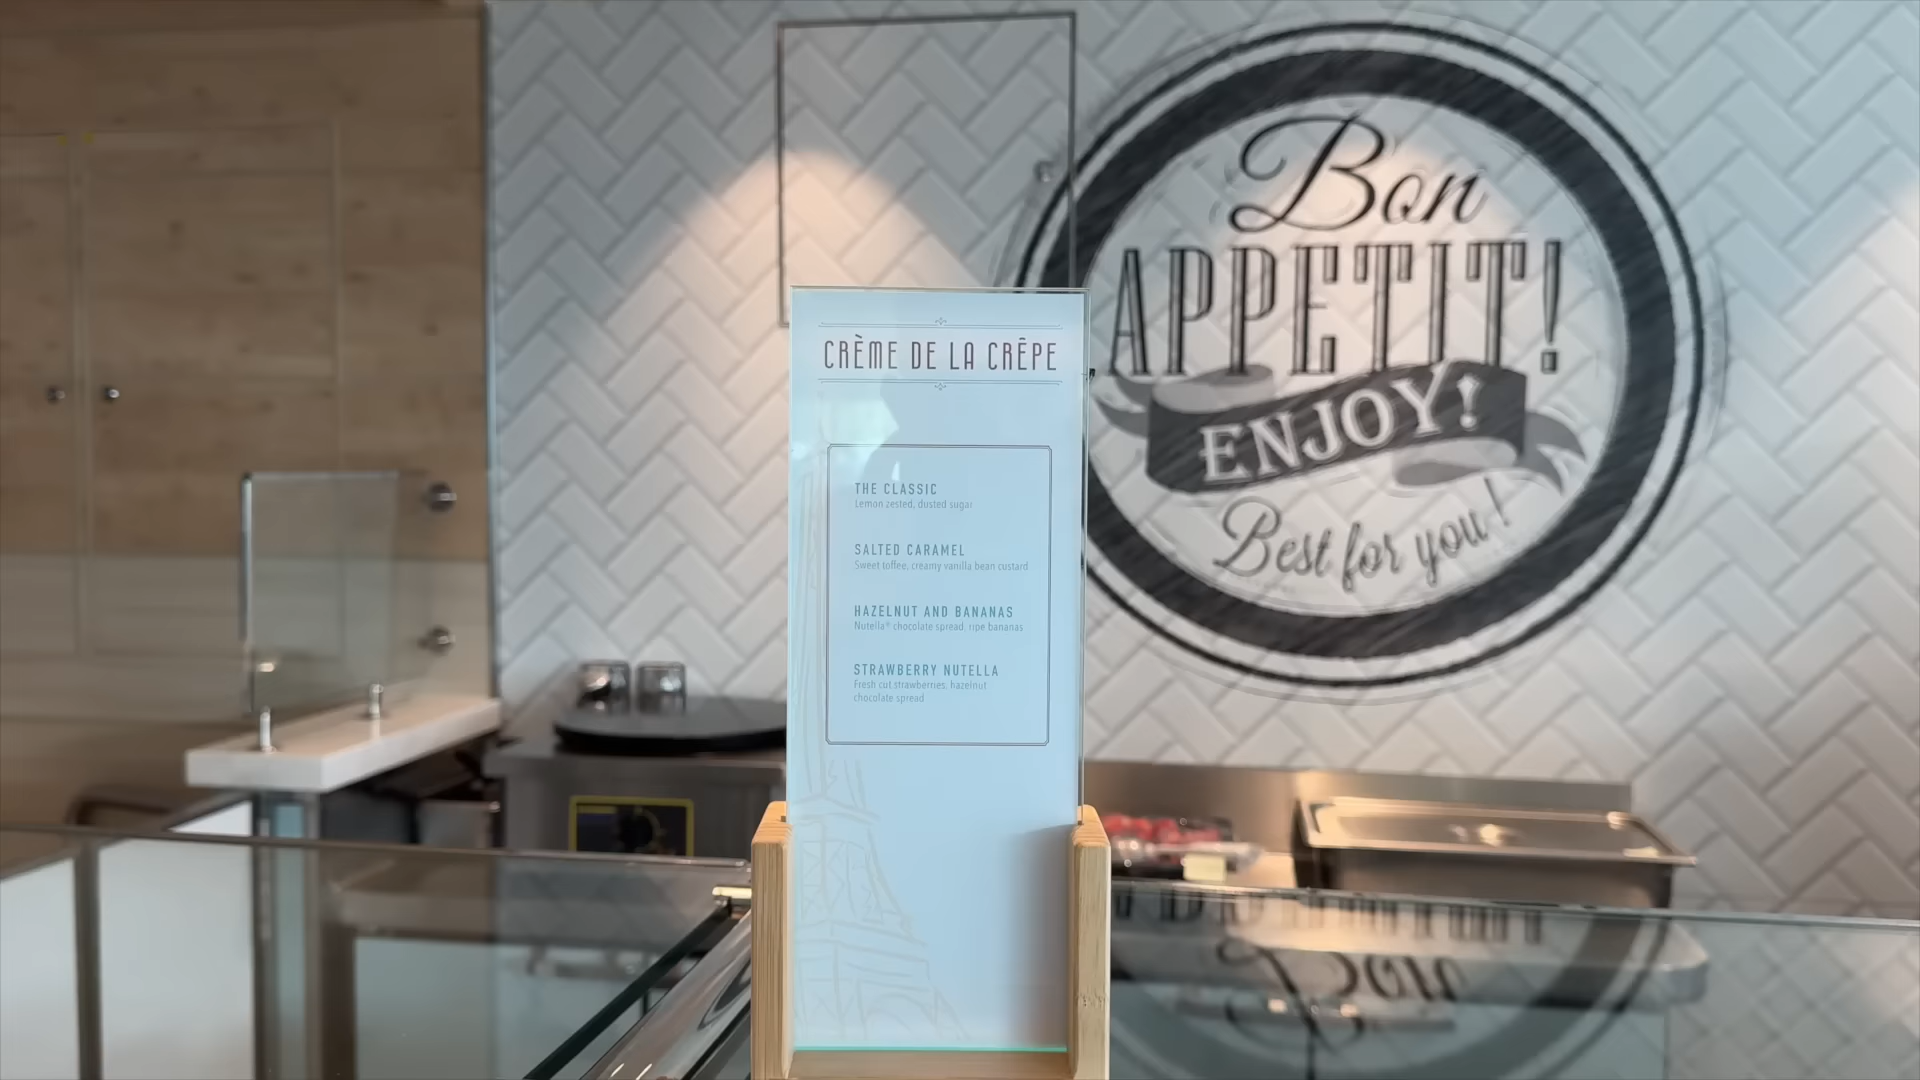 Bon
APPETIT!
ENJOY!
Best for you!
CRÈME DE LA CRÊPE
THE CLASSIC
Lemon zested, dusted sugar
SALTED CARAMEL
Sweet toffee, creamy vanilla bean custard
HAZELNUT AND BANANAS
Nutella® chocolate spread, ripe bananas
STRAWBERRY NUTELLA
Fresh cut strawberries, hazelnut
chocolate spread